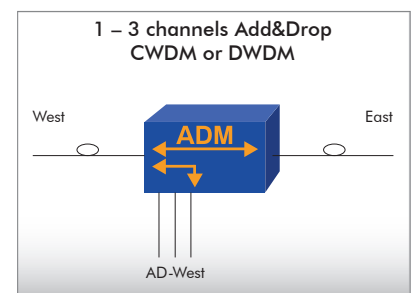 1 – 3 channels Add&Drop
CWDM or DWDM
West
East
ADM
AD-West